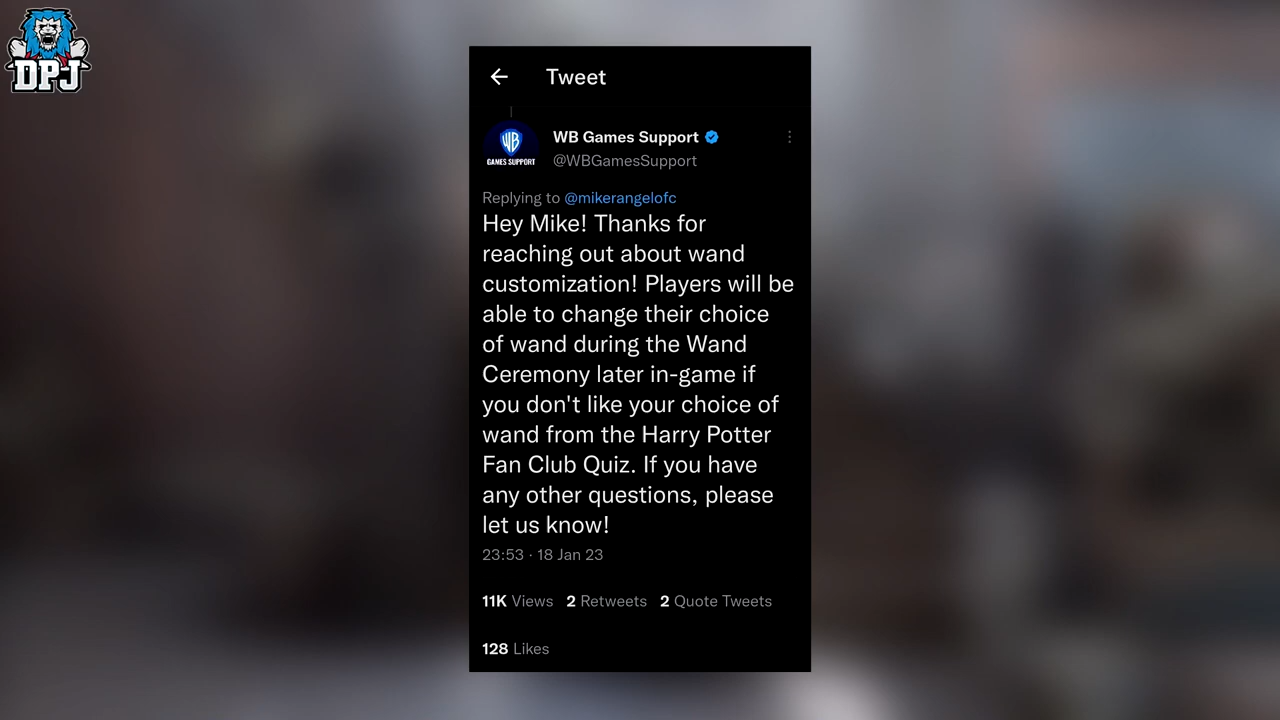 DPJ
Tweet
WB
GAMES SUPPORT
WB Games Support
@WBGamesSupport
Replying to @mikerangelofc
Hey Mike! Thanks for
reaching out about wand
customization! Players will be
able to change their choice
of wand during the Wand
Ceremony later in-game if
you don't like your choice of
wand from the Harry Potter
Fan Club Quiz. If you have
any other questions, please
let us know!
23:53 · 18 Jan 23
11K Views 2 Retweets 2 Quote Tweets
128 Likes